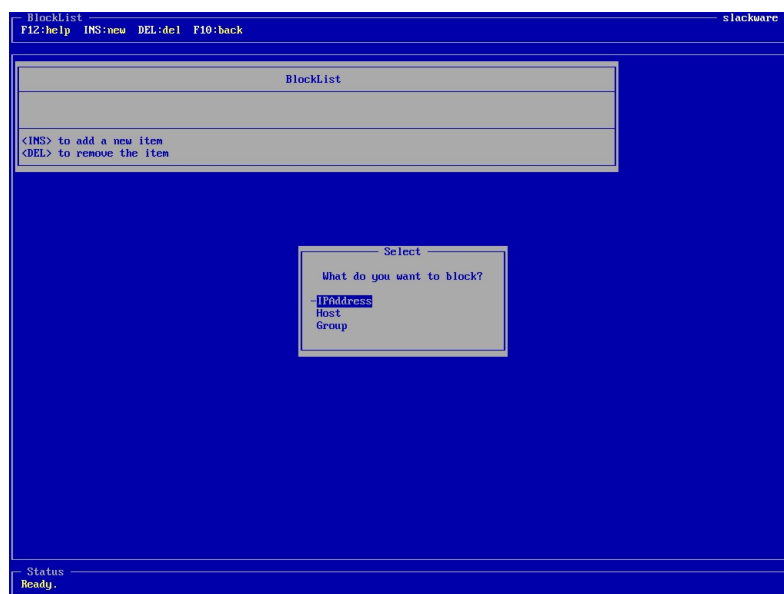 BlockList slackware
F12:help INS:new DEL:del F10:back
BlockList
<INS> to add a new item
<DEL> to remove the item
Select
What do you want to block?
-IPAddress
Host
Group
Status
Ready.